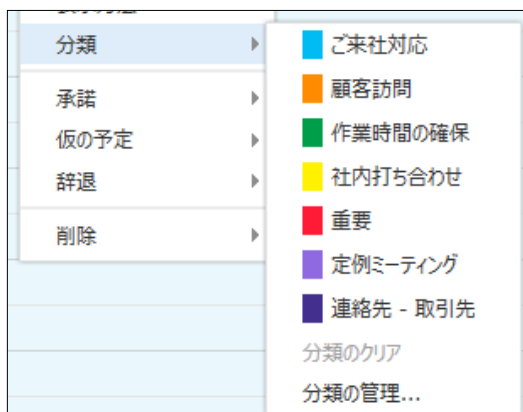 分類
承諾
仮の予定
辞退
削除
ご来社対応
顧客訪問
作業時間の確保
社内打ち合わせ
重要
定例ミーティング
連絡先 - 取引先
分類のクリア
分類の管理...